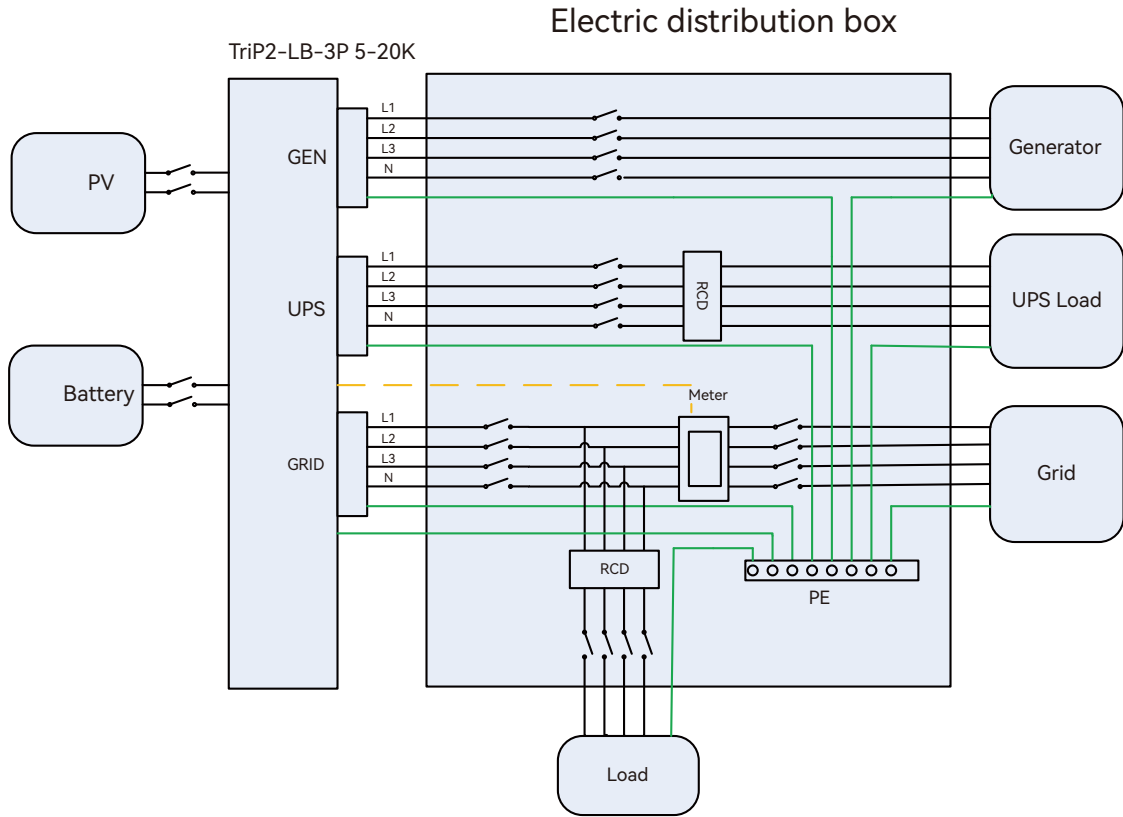 Electric distribution box
TriP2-LB-3P 5-20K
L1
L2
GEN
L3
N
Generator
PV
L1
L2
UPS
L3
N
RCD
UPS Load
Battery
Meter
L1
L2
GRID
L3
N
Grid
RCD
PE
Load